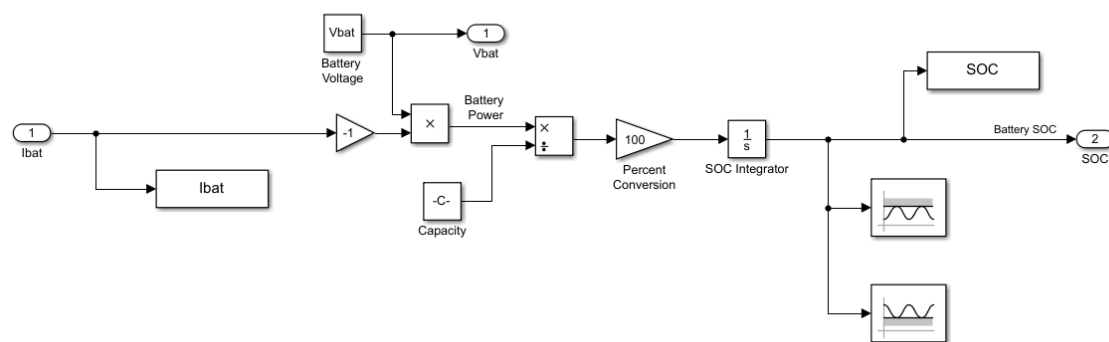 Vbat
Battery
Voltage
1
Vbat
SOC
Battery
Power
1
Ibat
-1
×
×
÷
100
Percent
Conversion
1
s
SOC Integrator
Battery SOC
2
SOC
Ibat
-C-
Capacity